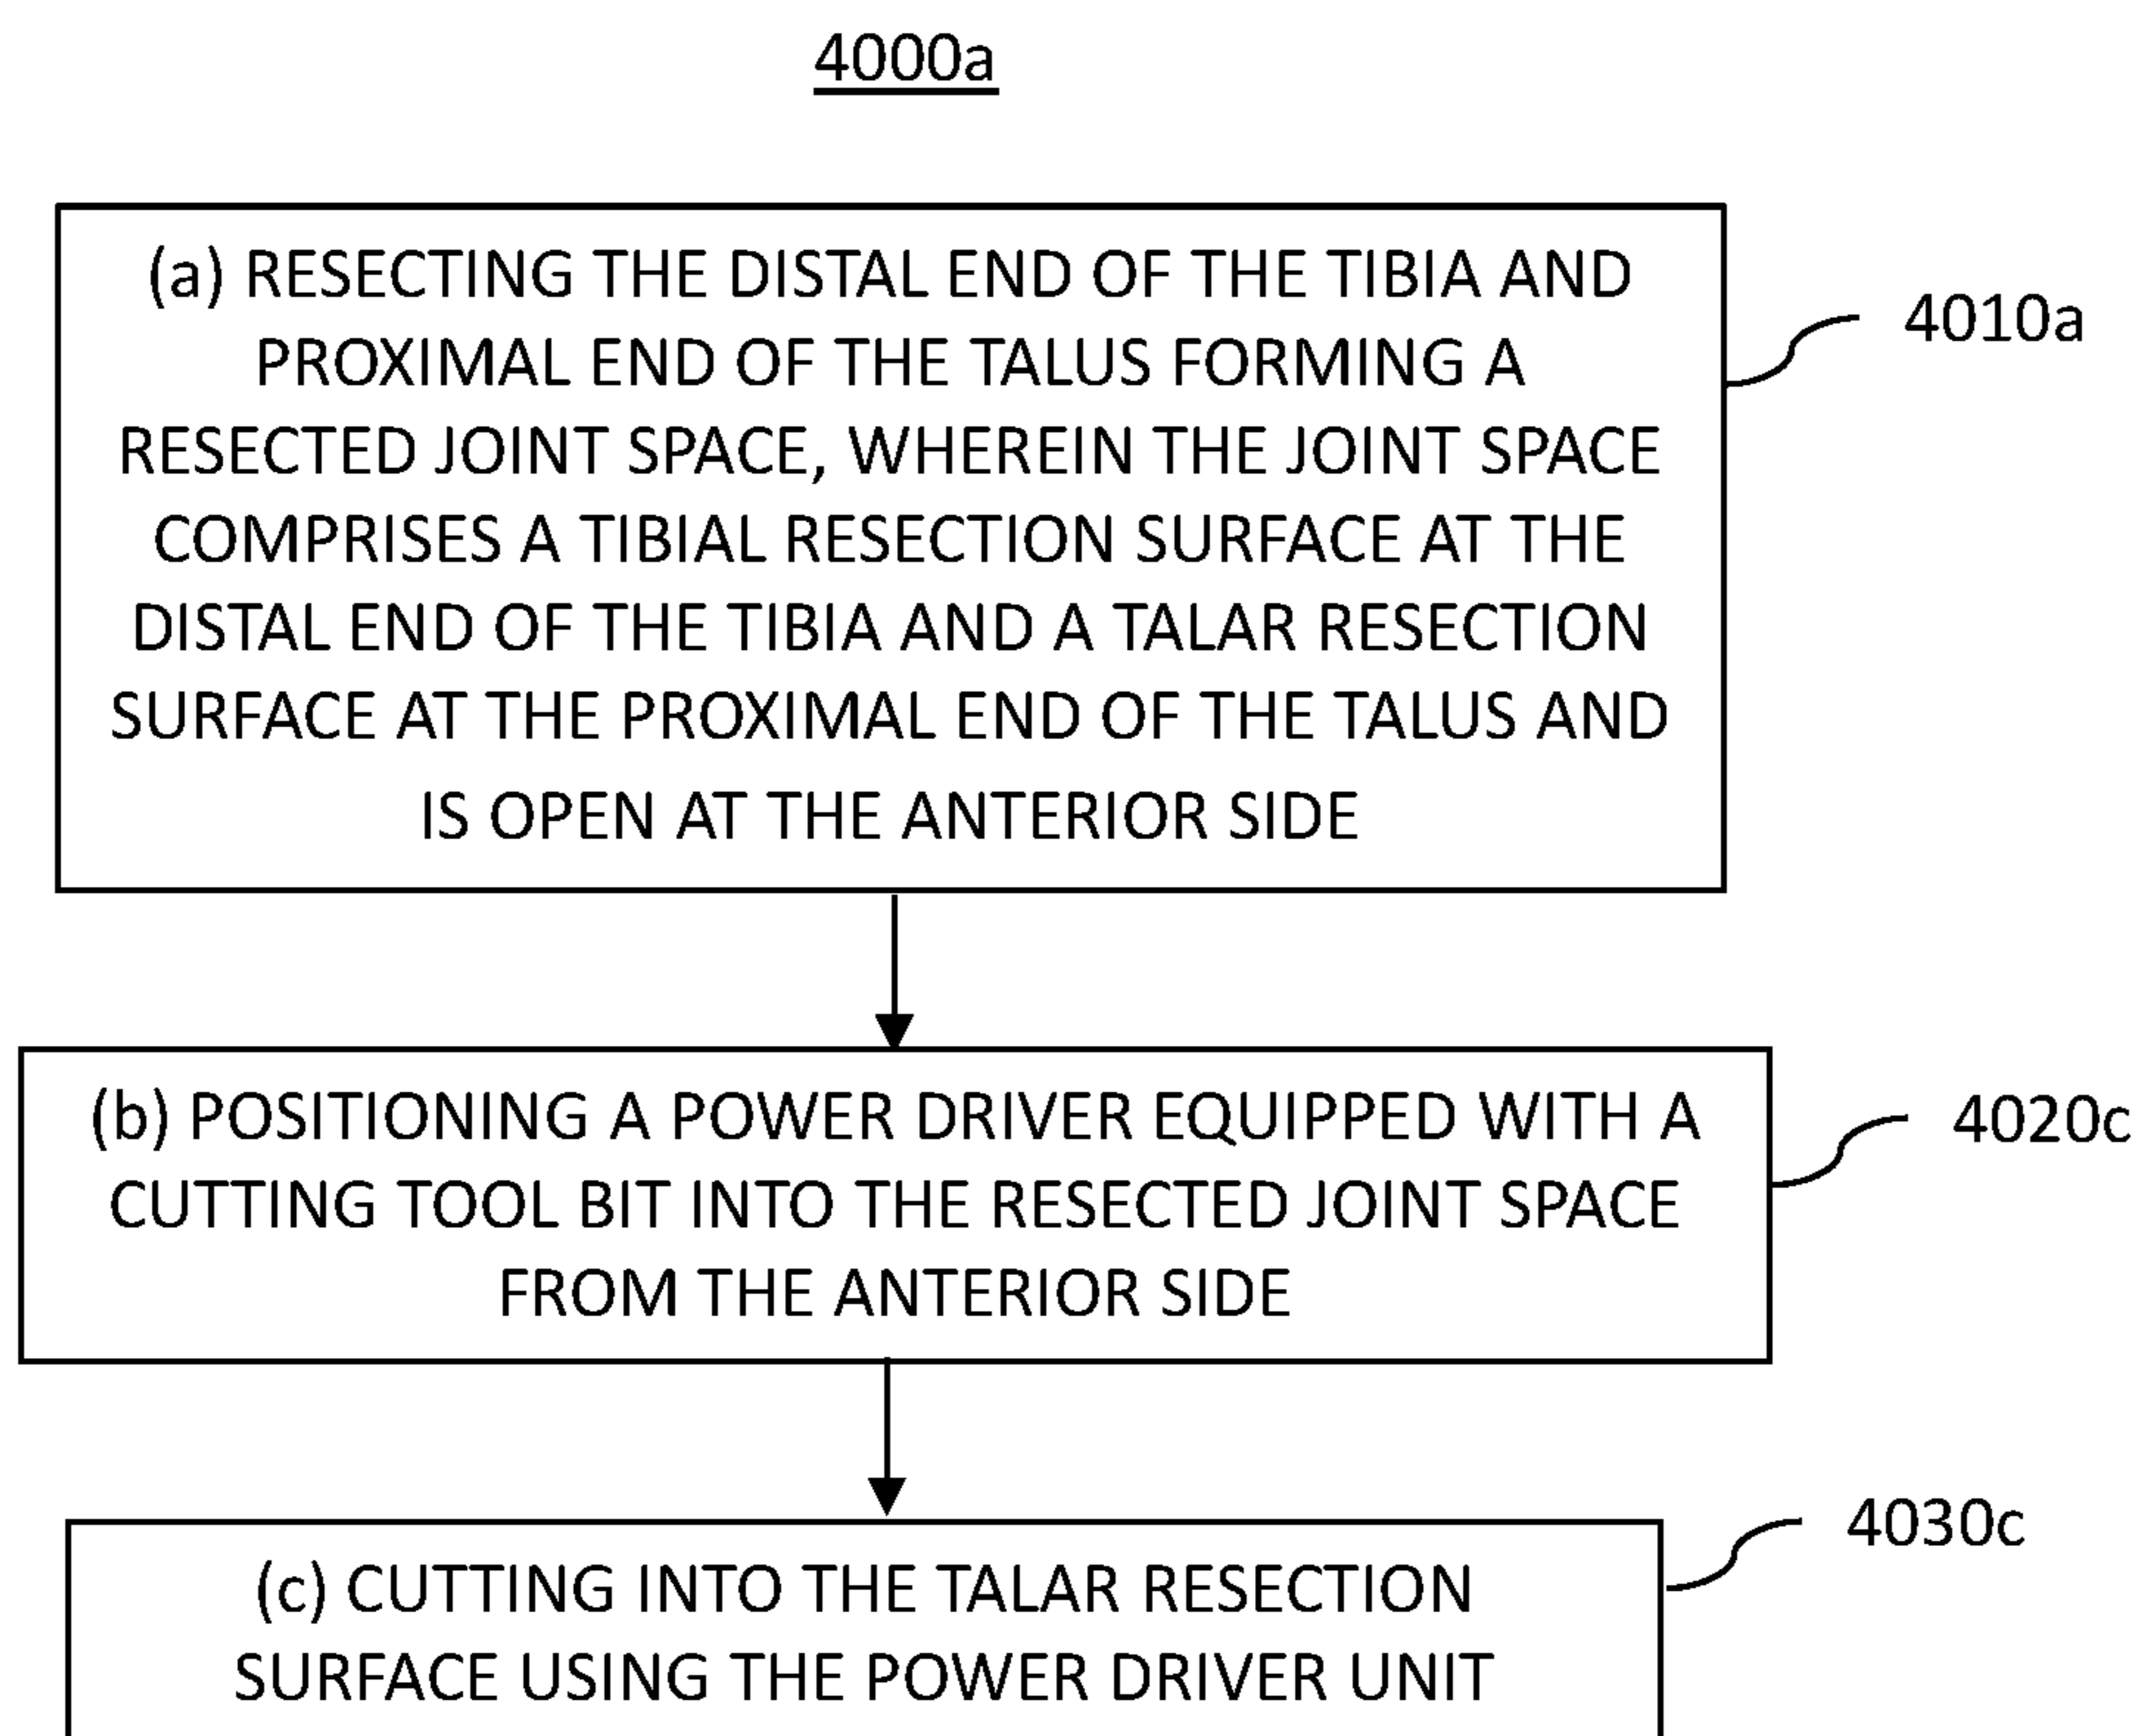 4000a
(a) RESECTING THE DISTAL END OF THE TIBIA AND
PROXIMAL END OF THE TALUS FORMING A
RESECTED JOINT SPACE, WHEREIN THE JOINT SPACE
COMPRISES A TIBIAL RESECTION SURFACE AT THE
DISTAL END OF THE TIBIA AND A TALAR RESECTION
SURFACE AT THE PROXIMAL END OF THE TALUS AND
IS OPEN AT THE ANTERIOR SIDE
4010a
(b) POSITIONING A POWER DRIVER EQUIPPED WITH A
CUTTING TOOL BIT INTO THE RESECTED JOINT SPACE
FROM THE ANTERIOR SIDE
4020c
(c) CUTTING INTO THE TALAR RESECTION
SURFACE USING THE POWER DRIVER UNIT
4030c